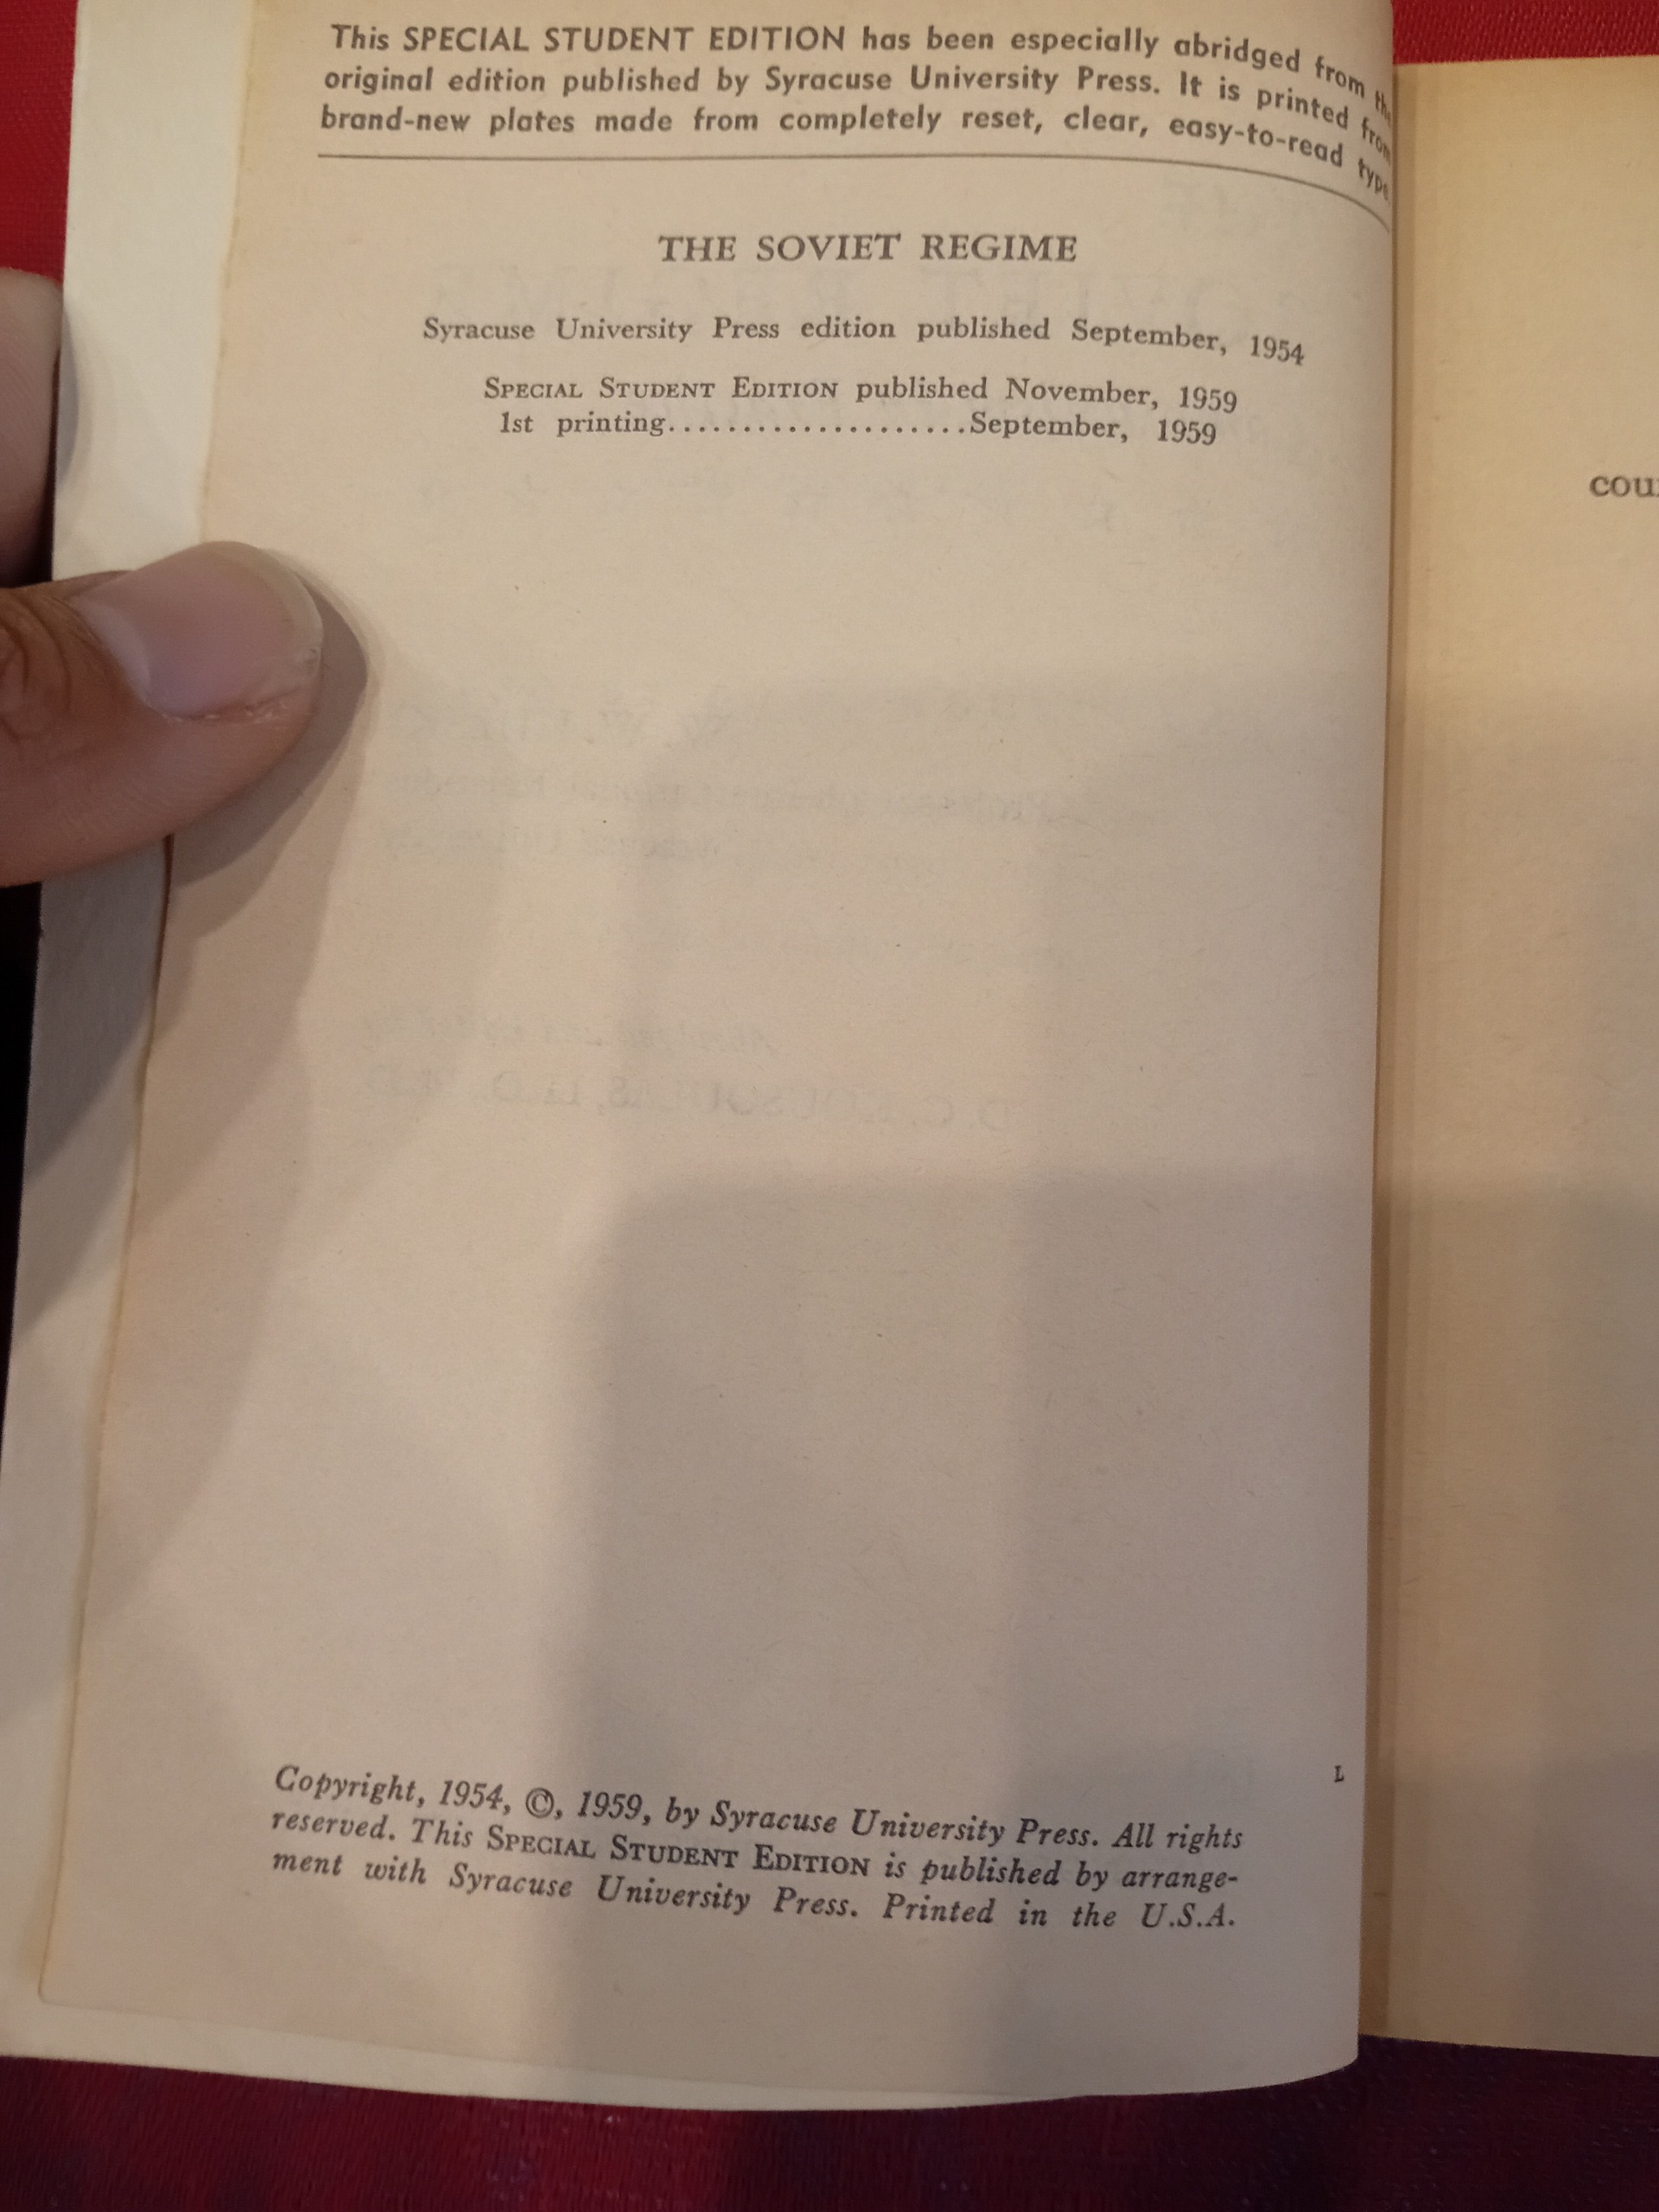 This SPECIAL STUDENT EDITION has been especially abridged from the
original edition published by Syracuse University Press. It is printed from
brand-new plates made from completely reset, clear, easy-to-read type
THE SOVIET REGIME
Syracuse University Press edition published September, 1954
SPECIAL STUDENT EDITION published November, 1959
1st printing....................September, 1959
L
Copyright, 1954, ©, 1959, by Syracuse University Press. All rights
reserved. This SPECIAL STUDENT EDITION is published by arrange-
ment with Syracuse University Press. Printed in the U.S.A.